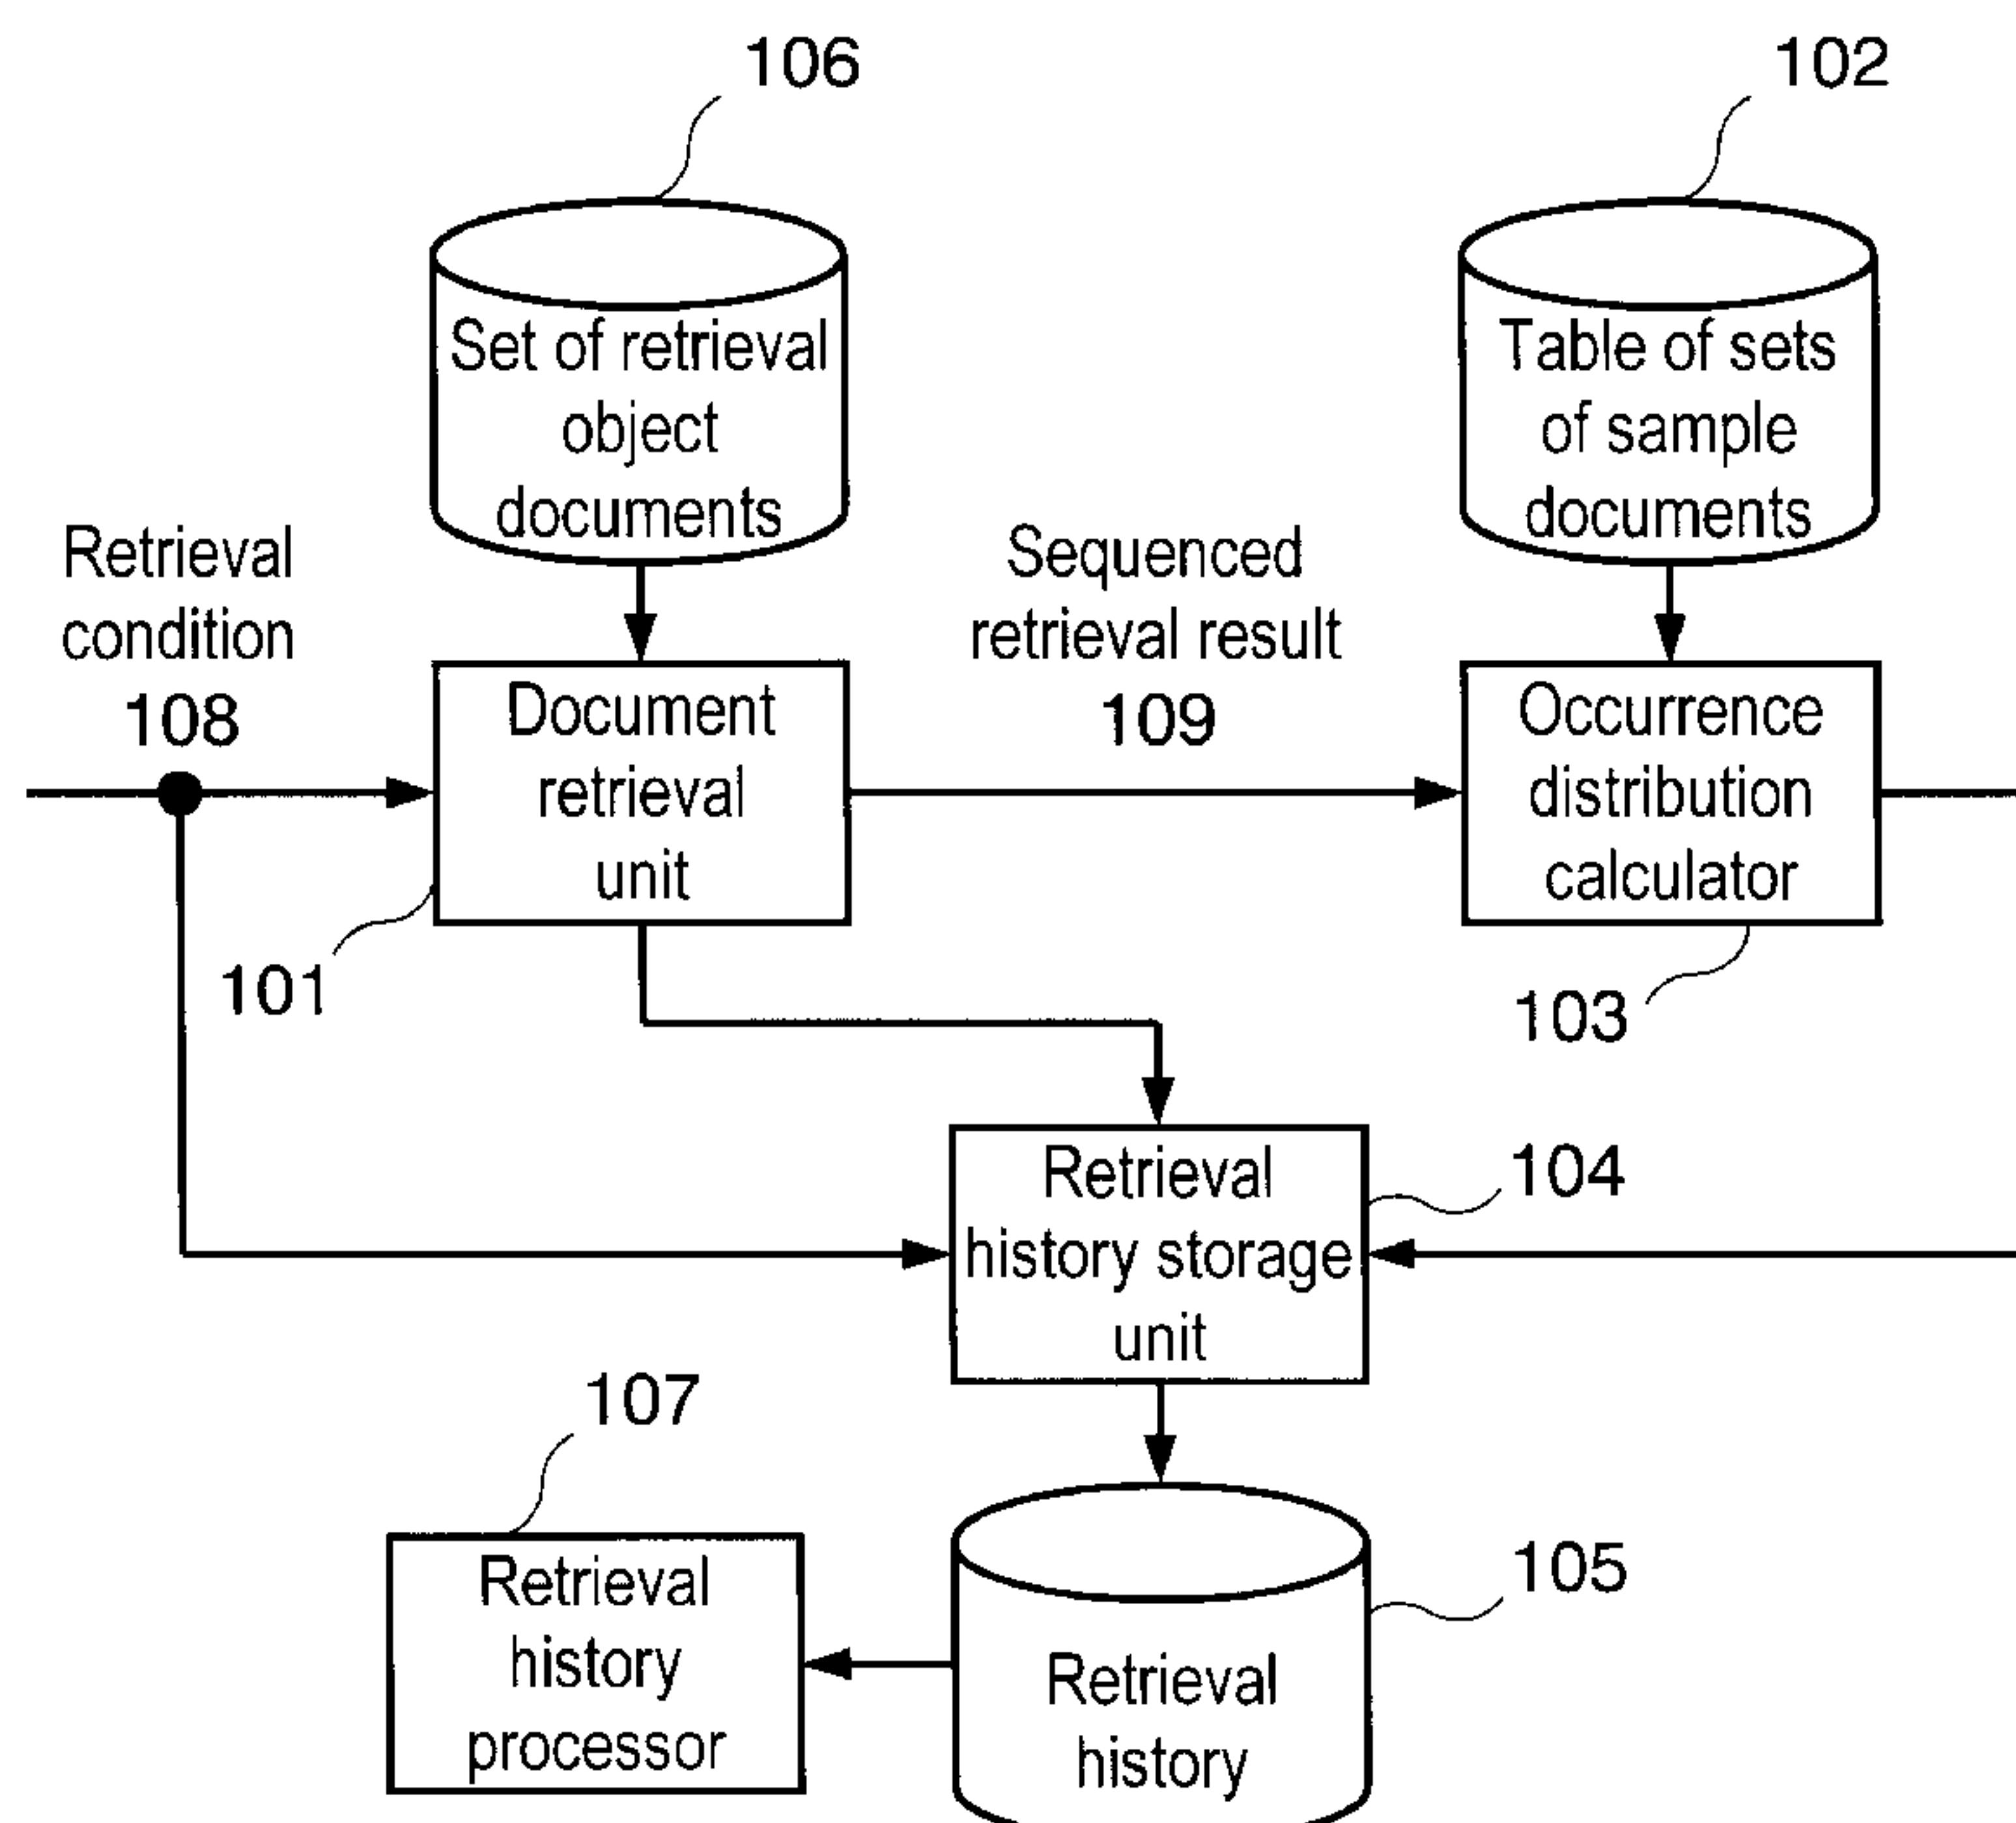 106
102
Set of retrieval
object
documents
Table of sets
of sample
documents
Retrieval
condition
108
Sequenced
retrieval result
109
Document
retrieval
unit
Occurrence
distribution
calculator
101
103
Retrieval
history storage
unit
104
107
Retrieval
history
processor
Retrieval
history
105